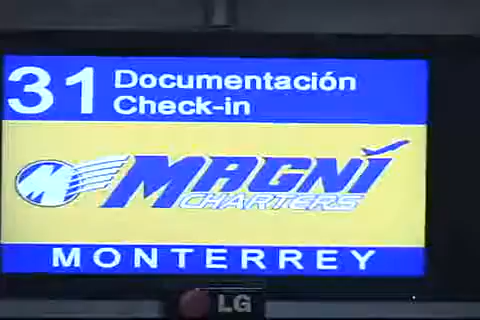 31 Documentación
Check-in
M MAGNI
CHARTERS
MONTERREY
LG